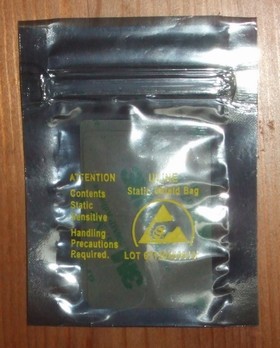 ATTENTION
Contents
Static
Sensitive
Handling
Precautions
Required.
Static Shield Bag
LOT